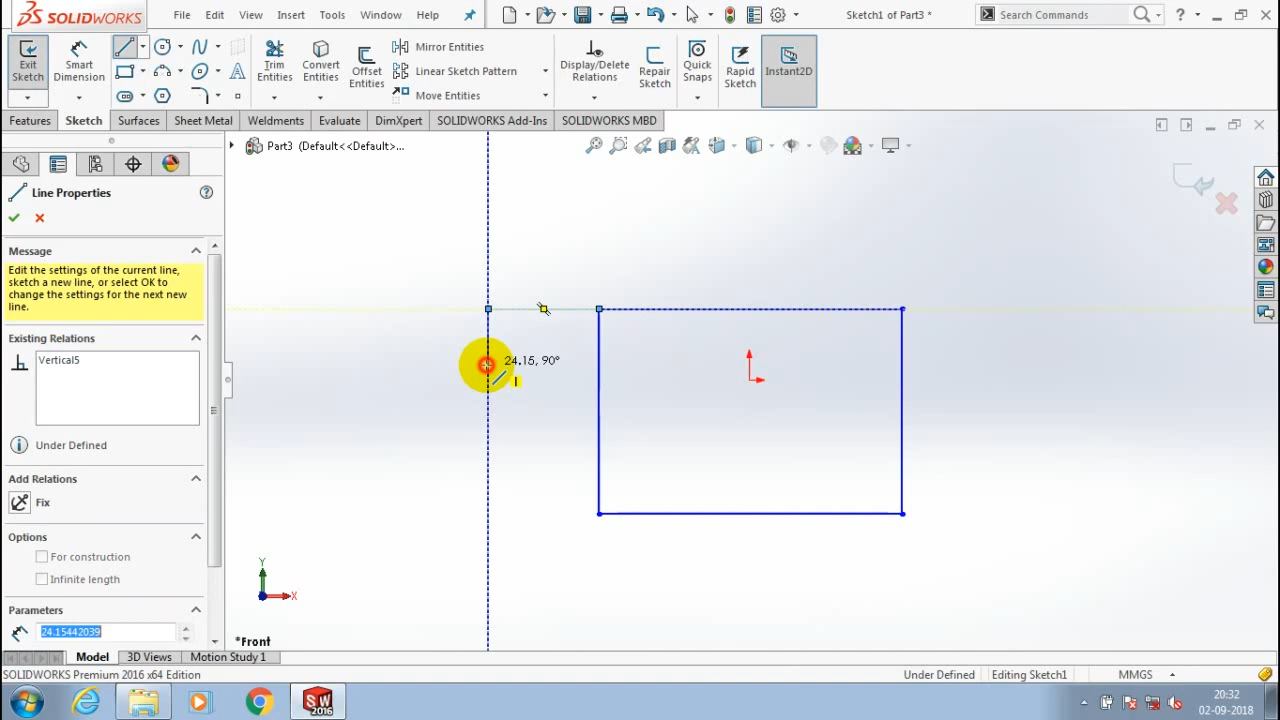 SOLIDWORKS
File Edit View Insert Tools Window Help
Sketch1 of Part3 *
Search Commands
?
Exit Sketch
Smart Dimension
Trim Entities
Convert Entities
Offset Entities
Mirror Entities
Linear Sketch Pattern
Move Entities
Display/Delete Relations
Repair Sketch
Quick Snaps
Rapid Sketch
Instant2D
Features Sketch Surfaces Sheet Metal Weldments Evaluate DimXpert SOLIDWORKS Add-Ins SOLIDWORKS MBD
Part3 (Default<<Default>...
Line Properties
?
Message
Edit the settings of the current line,
sketch a new line, or select OK to
change the settings for the next new
line.
Existing Relations
Vertical5
Under Defined
Add Relations
Fix
Options
For construction
Infinite length
Parameters
24.15442039
24.15, 90°
Y
X
*Front
Model 3D Views Motion Study 1
SOLIDWORKS Premium 2016 x64 Edition
Under Defined Editing Sketch1 MMGS
SW
2016
20:32
02-09-2018